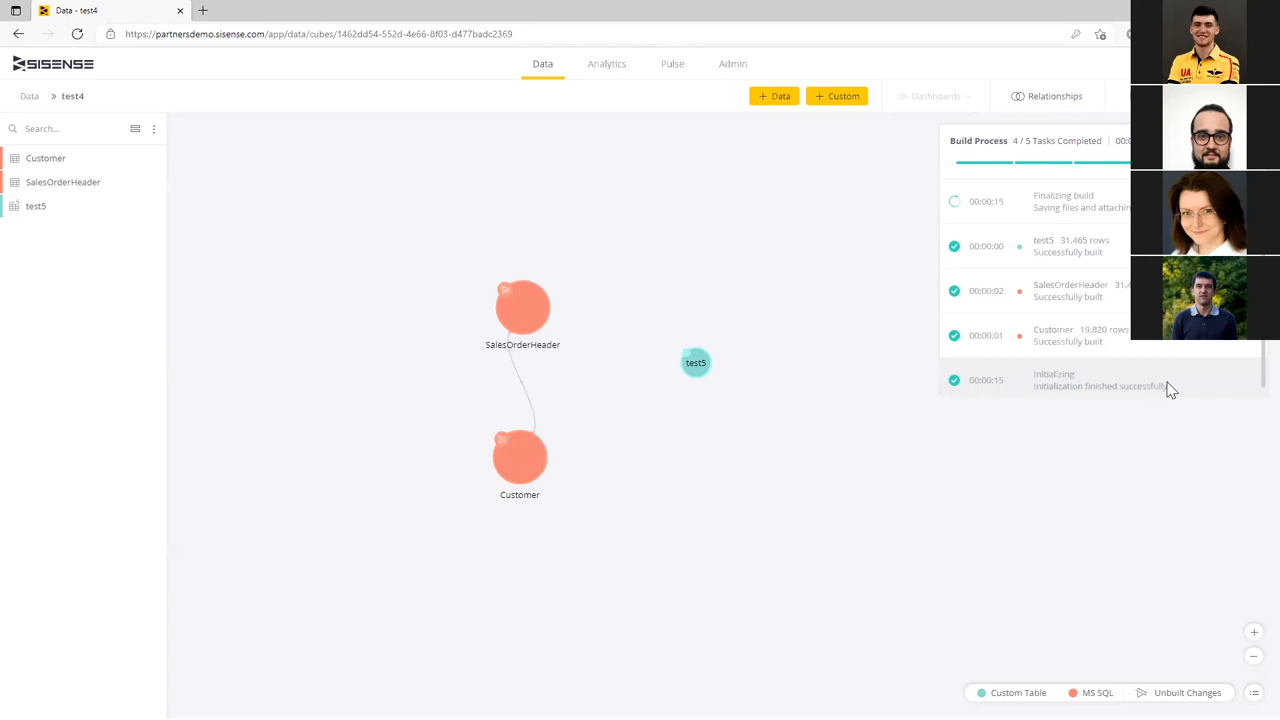 Data - test4
https://partnersdemo.sisense.com/app/data/cubes/1462dd54-552d-4e66-8f03-d477badc2369
SISENSE
Data Analytics Pulse Admin
Data » test4
+ Data + Custom Dashboards Relationships
Search...
Customer
SalesOrderHeader
test5
Build Process 4 / 5 Tasks Completed
00:00:15 Finalizing build
Saving files and
00:00:00 test5 31.465 rows
Successfully built
00:00:02 SalesOrderHeader
Successfully built
00:00:01 Customer 19.820 rows
Successfully built
00:00:15 Initializing
Initialization finished successfully
SalesOrderHeader
test5
Customer
UA
Custom Table MS SQL Unbuilt Changes